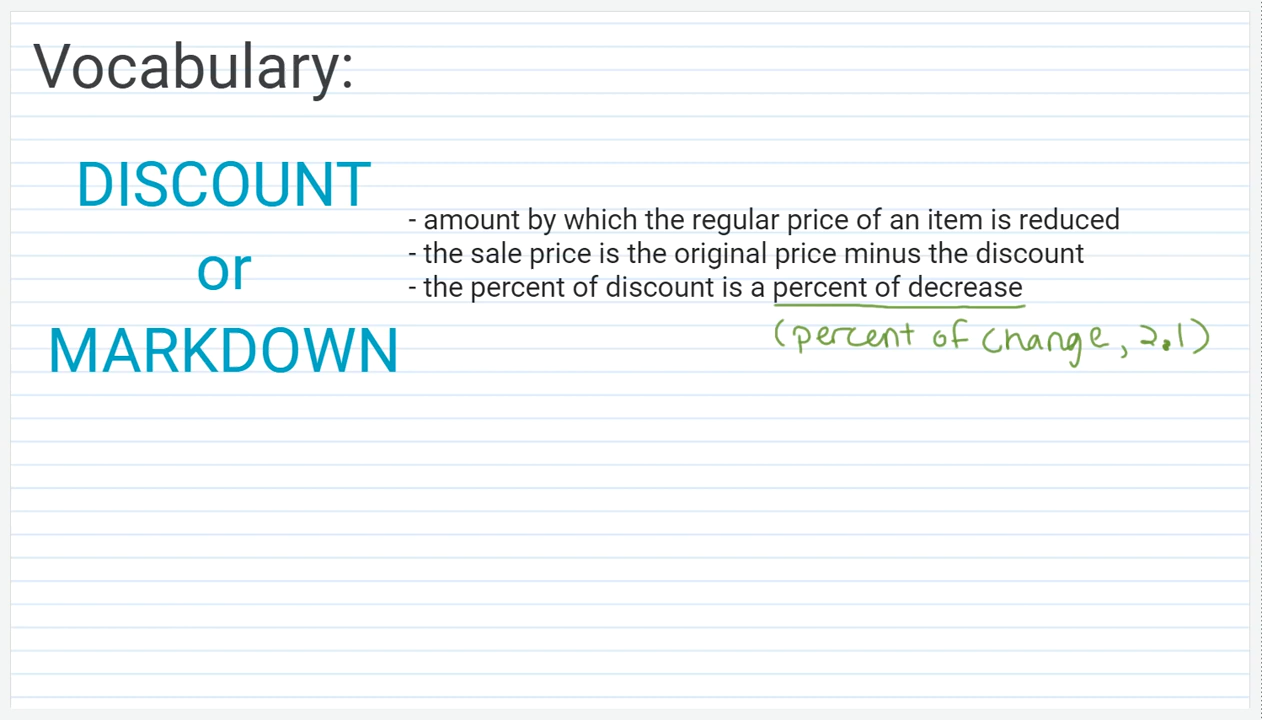 Vocabulary:
DISCOUNT
or
MARKDOWN
- amount by which the regular price of an item is reduced
- the sale price is the original price minus the discount
- the percent of discount is a percent of decrease
(percent of change, 2.1)